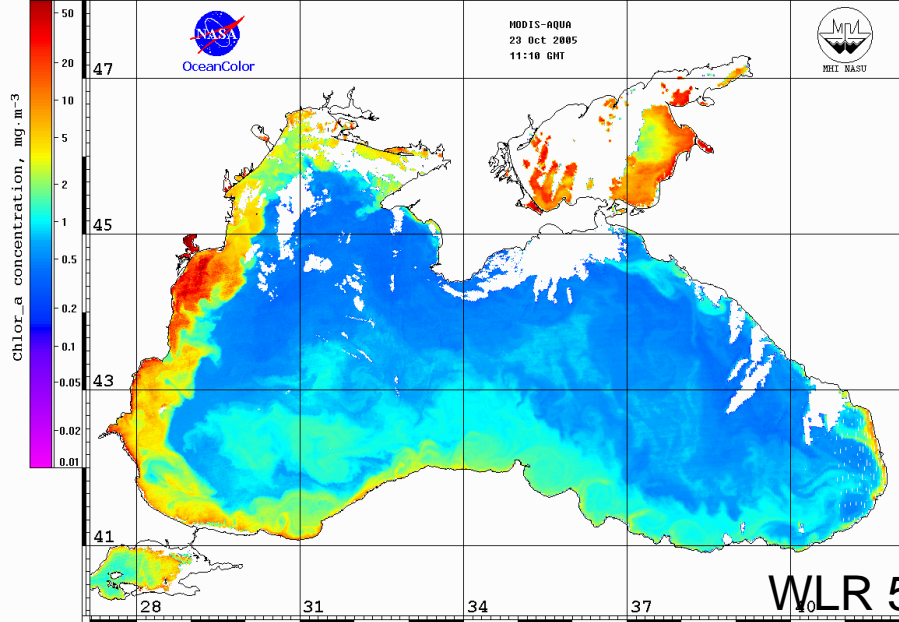 50
20
10
5
2
1
0.5
0.2
0.1
0.05
0.02
0.01
Chlor_a concentration, mg·m⁻³
NASA
OceanColor
MODIS-AQUA
23 Oct 2005
11:10 GMT
MHI NASU
47
45
43
41
28
31
34
37
40
WLR 5